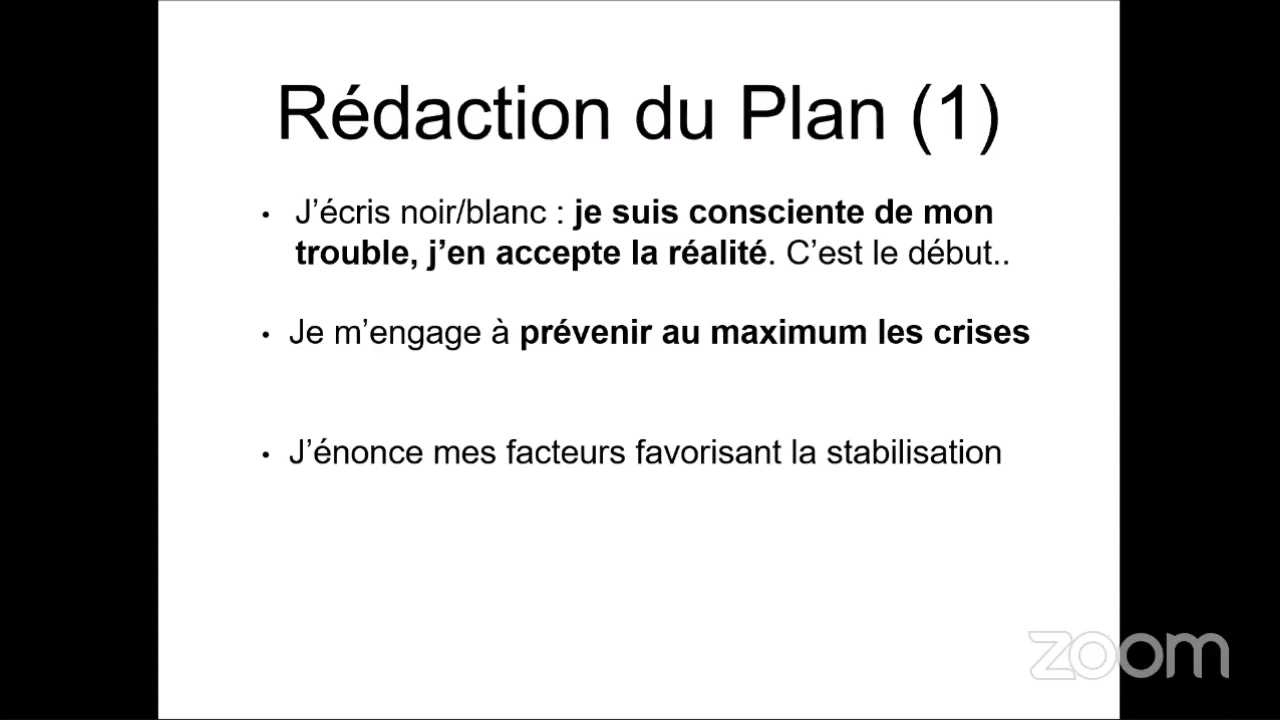 Rédaction du Plan (1)
• J’écris noir/blanc : je suis consciente de mon
trouble, j’en accepte la réalité. C’est le début..
• Je m’engage à prévenir au maximum les crises
• J’énonce mes facteurs favorisant la stabilisation
zoom